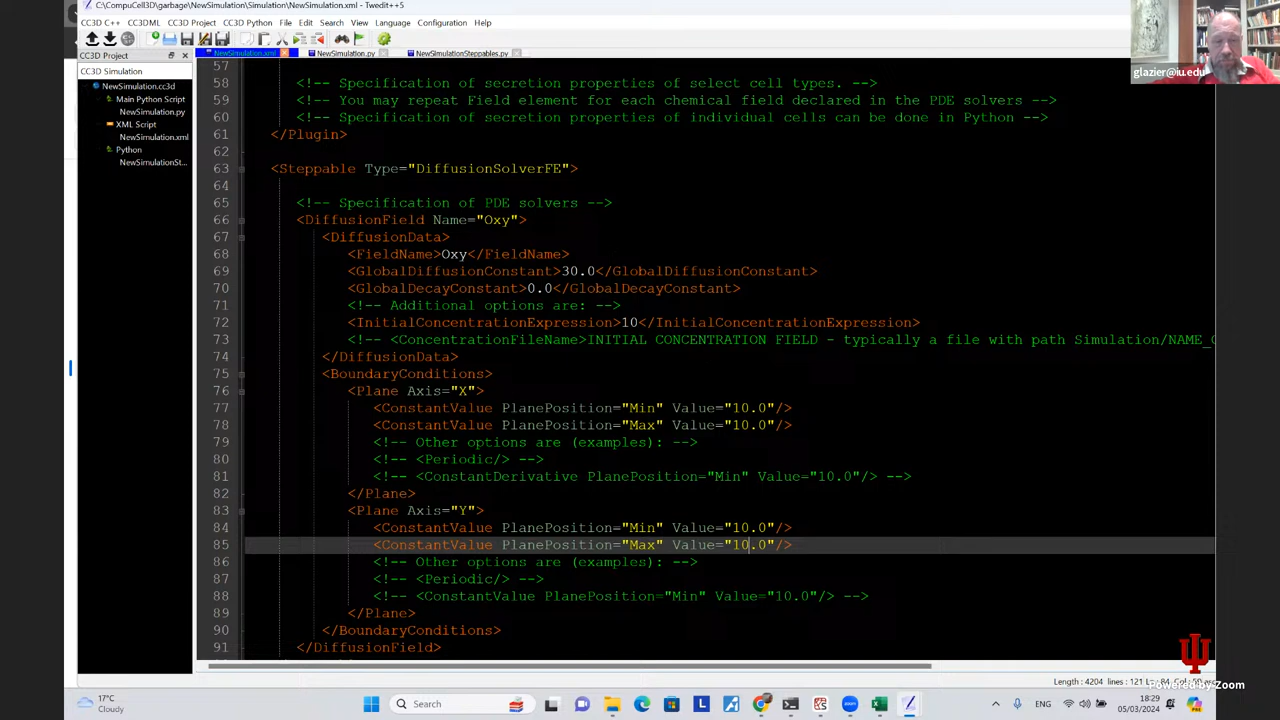 C:\CompuCell3D\garbage\NewSimulation\Simulation\NewSimulation.xml - Twedit++5
CC3D C++ CC3DML CC3D Project CC3D Python File Edit Search View Language Configuration Help
CC3D Project
NewSimulation.xml NewSimulation.py NewSimulationSteppables.py
CC3D Simulation
NewSimulation.cc3d
Main Python Script
NewSimulation.py
XML Script
NewSimulation.xml
Python
NewSimulationSt...
57
58 <!-- Specification of secretion properties of select cell types. -->
59 <!-- You may repeat Field element for each chemical field declared in the PDE solvers -->
60 <!-- Specification of secretion properties of individual cells can be done in Python -->
61 </Plugin>
62
63 <Steppable Type="DiffusionSolverFE">
64
65 <!-- Specification of PDE solvers -->
66 <DiffusionField Name="Oxy">
67 <DiffusionData>
68 <FieldName>Oxy</FieldName>
69 <GlobalDiffusionConstant>30.0</GlobalDiffusionConstant>
70 <GlobalDecayConstant>0.0</GlobalDecayConstant>
71 <!-- Additional options are: -->
72 <InitialConcentrationExpression>10</InitialConcentrationExpression>
73 <!-- <ConcentrationFileName>INITIAL CONCENTRATION FIELD - typically a file with path Simulation/NAME_
74 </DiffusionData>
75 <BoundaryConditions>
76 <Plane Axis="X">
77 <ConstantValue PlanePosition="Min" Value="10.0"/>
78 <ConstantValue PlanePosition="Max" Value="10.0"/>
79 <!-- Other options are (examples): -->
80 <!-- <Periodic/> -->
81 <!-- <ConstantDerivative PlanePosition="Min" Value="10.0"/> -->
82 </Plane>
83 <Plane Axis="Y">
84 <ConstantValue PlanePosition="Min" Value="10.0"/>
85 <ConstantValue PlanePosition="Max" Value="10.0"/>
86 <!-- Other options are (examples): -->
87 <!-- <Periodic/> -->
88 <!-- <ConstantValue PlanePosition="Min" Value="10.0"/> -->
89 </Plane>
90 </BoundaryConditions>
91 </DiffusionField>
glazier@iu.edu
Length : 4204 lines : 121
Powered by Zoom
17°C
Cloudy
Search
ENG
18:29
05/03/2024